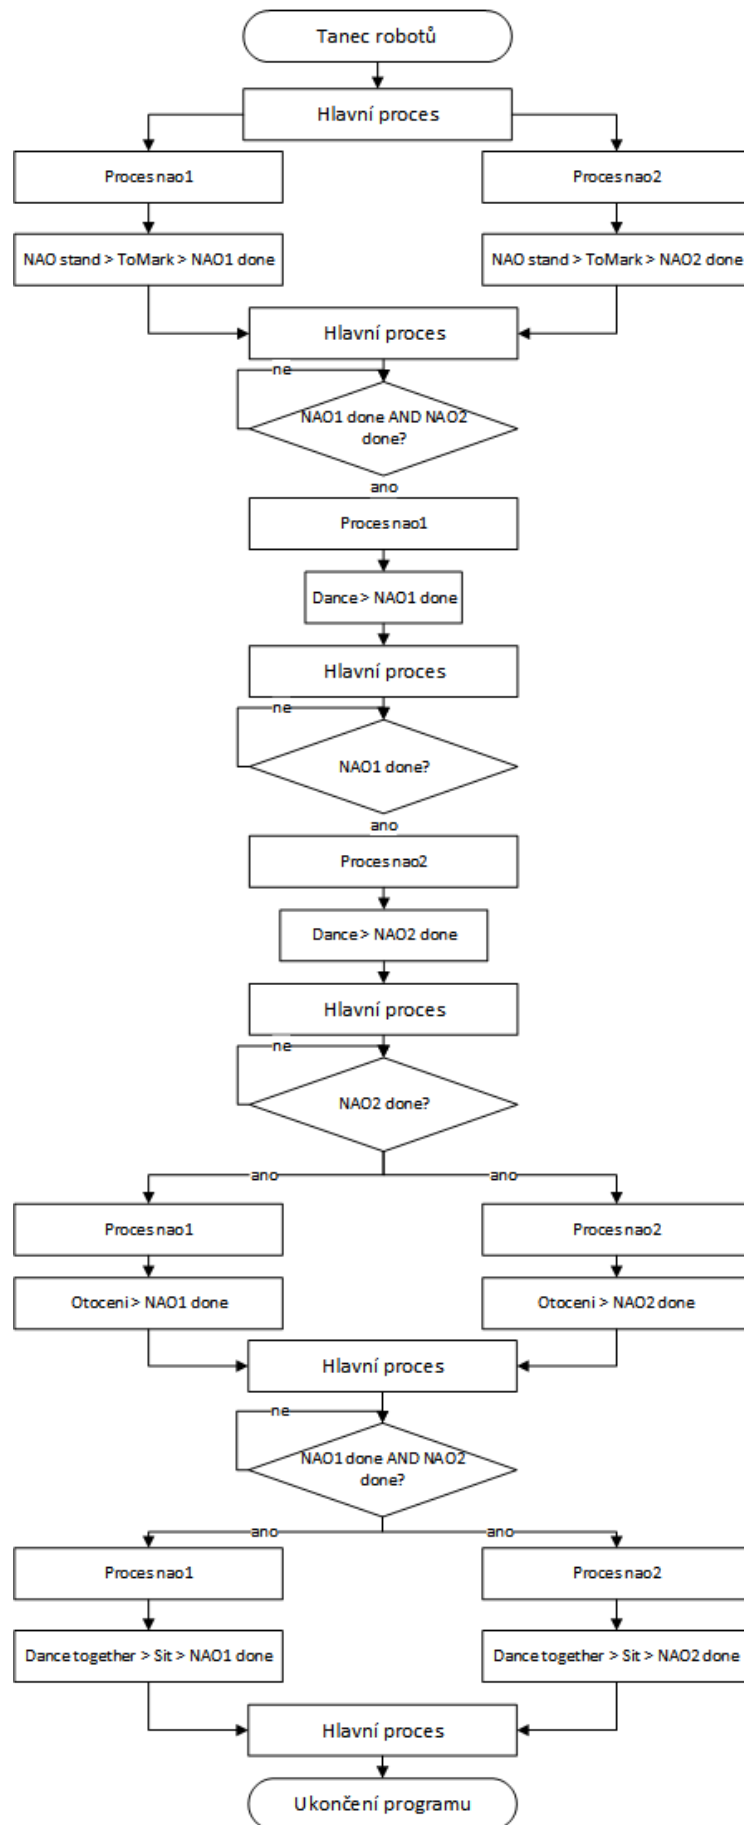 Tanec robotů
Hlavní proces
Proces nao1
Proces nao2
NAO stand > ToMark > NAO1 done
NAO stand > ToMark > NAO2 done
Hlavní proces
ne
NAO1 done AND NAO2
done?
ano
Proces nao1
Dance > NAO1 done
Hlavní proces
ne
NAO1 done?
ano
Proces nao2
Dance > NAO2 done
Hlavní proces
ne
NAO2 done?
ano
ano
Proces nao1
Proces nao2
Otoceni > NAO1 done
Otoceni > NAO2 done
Hlavní proces
ne
NAO1 done AND NAO2
done?
ano
ano
Proces nao1
Proces nao2
Dance together > Sit > NAO1 done
Dance together > Sit > NAO2 done
Hlavní proces
Ukončení programu